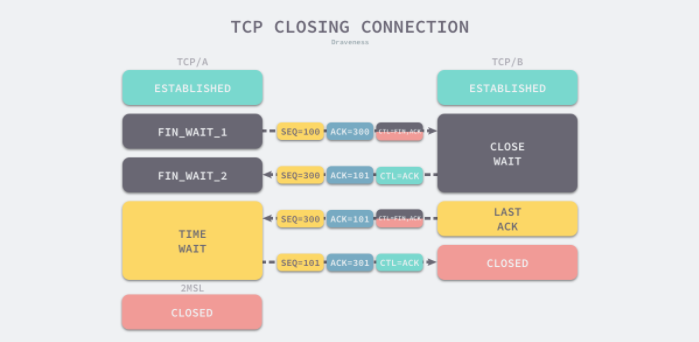 TCP CLOSING CONNECTION
Draveness
TCP/A
TCP/B
ESTABLISHED
ESTABLISHED
FIN_WAIT_1
SEQ=100
ACK=300
CTL=FIN,ACK
CLOSE
WAIT
FIN_WAIT_2
SEQ=300
ACK=101
CTL=ACK
TIME
WAIT
SEQ=300
ACK=101
CTL=FIN,ACK
LAST
ACK
SEQ=101
ACK=301
CTL=ACK
CLOSED
2MSL
CLOSED